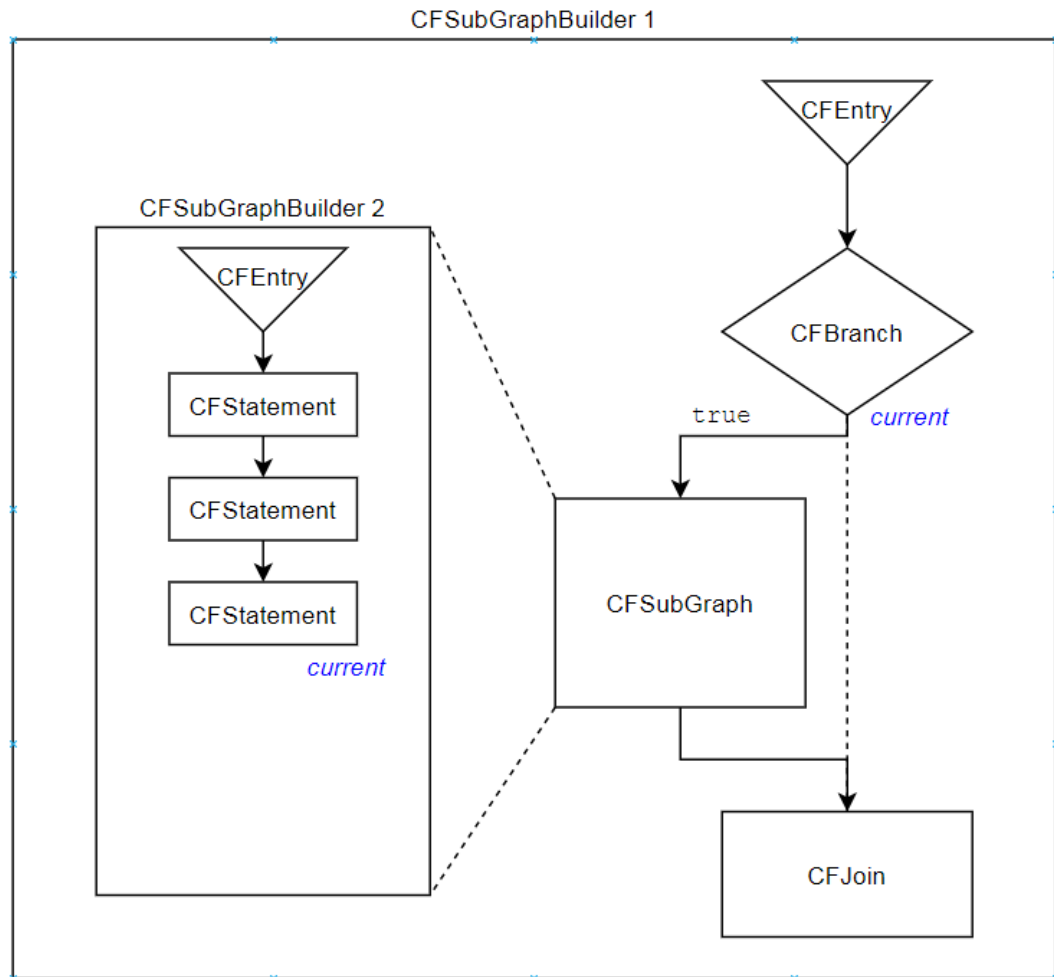 CFSubGraphBuilder 1
CFEntry
CFSubGraphBuilder 2
CFEntry
CFBranch
CFStatement
true
current
CFStatement
CFSubGraph
CFStatement
current
CFJoin